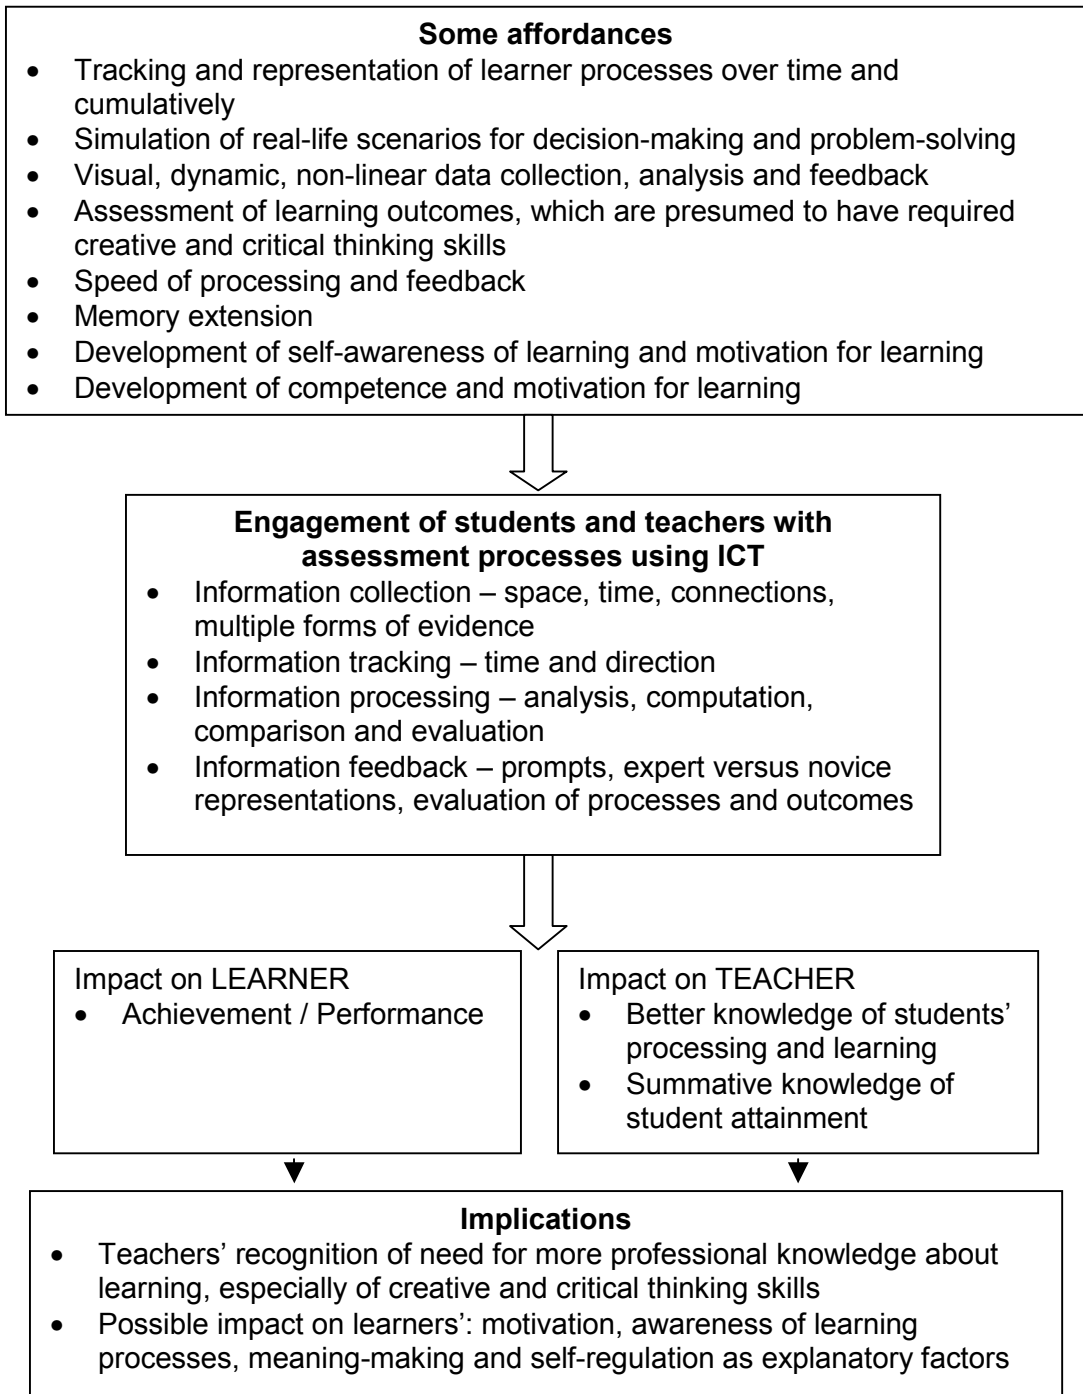 Some affordances
• Tracking and representation of learner processes over time and
cumulatively
• Simulation of real-life scenarios for decision-making and problem-solving
• Visual, dynamic, non-linear data collection, analysis and feedback
• Assessment of learning outcomes, which are presumed to have required
creative and critical thinking skills
• Speed of processing and feedback
• Memory extension
• Development of self-awareness of learning and motivation for learning
• Development of competence and motivation for learning
Engagement of students and teachers with
assessment processes using ICT
• Information collection – space, time, connections,
multiple forms of evidence
• Information tracking – time and direction
• Information processing – analysis, computation,
comparison and evaluation
• Information feedback – prompts, expert versus novice
representations, evaluation of processes and outcomes
Impact on LEARNER
• Achievement / Performance
Impact on TEACHER
• Better knowledge of students’
processing and learning
• Summative knowledge of
student attainment
Implications
• Teachers’ recognition of need for more professional knowledge about
learning, especially of creative and critical thinking skills
• Possible impact on learners’: motivation, awareness of learning
processes, meaning-making and self-regulation as explanatory factors